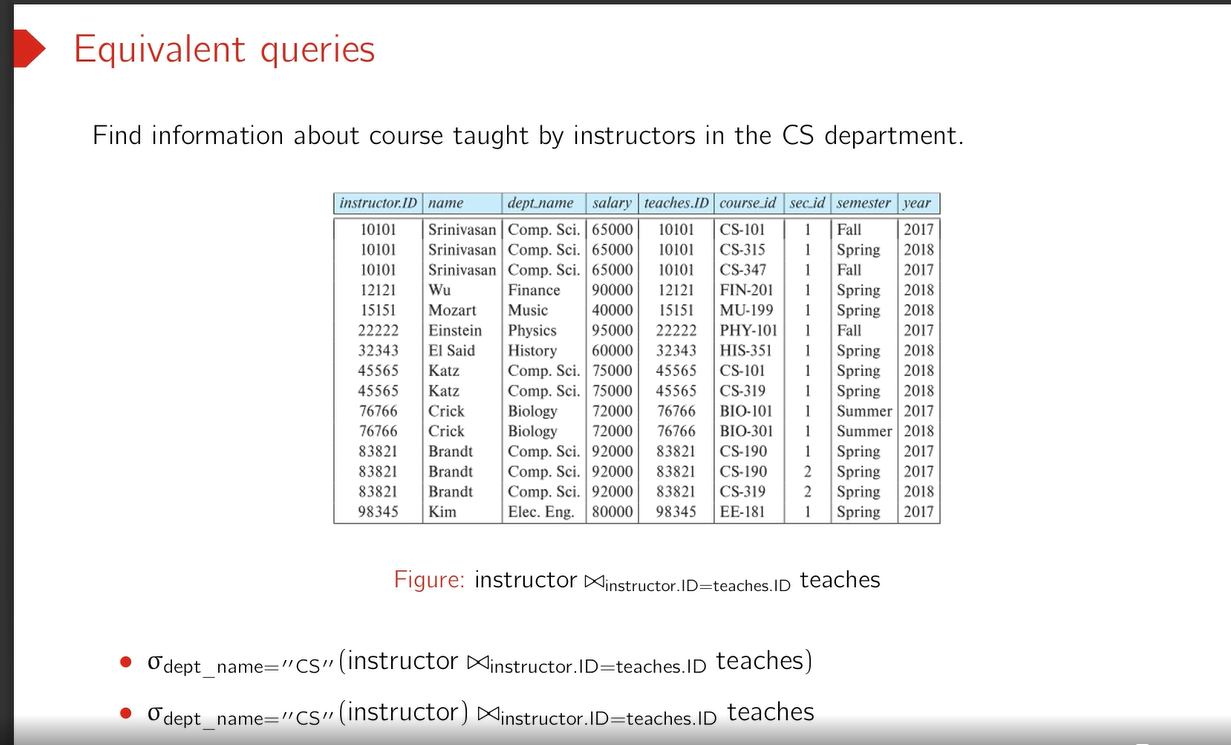 Equivalent queries
Find information about course taught by instructors in the CS department.
instructor.ID name dept_name salary teaches.ID course_id sec_id semester year
10101 Srinivasan Comp. Sci. 65000 10101 CS-101 1 Fall 2017
10101 Srinivasan Comp. Sci. 65000 10101 CS-315 1 Spring 2018
10101 Srinivasan Comp. Sci. 65000 10101 CS-347 1 Fall 2017
12121 Wu Finance 90000 12121 FIN-201 1 Spring 2018
15151 Mozart Music 40000 15151 MU-199 1 Spring 2018
22222 Einstein Physics 95000 22222 PHY-101 1 Fall 2017
32343 El Said History 60000 32343 HIS-351 1 Spring 2018
45565 Katz Comp. Sci. 75000 45565 CS-101 1 Spring 2018
45565 Katz Comp. Sci. 75000 45565 CS-319 1 Spring 2018
76766 Crick Biology 72000 76766 BIO-101 1 Summer 2017
76766 Crick Biology 72000 76766 BIO-301 1 Summer 2018
83821 Brandt Comp. Sci. 92000 83821 CS-190 1 Spring 2017
83821 Brandt Comp. Sci. 92000 83821 CS-190 2 Spring 2017
83821 Brandt Comp. Sci. 92000 83821 CS-319 2 Spring 2018
98345 Kim Elec. Eng. 80000 98345 EE-181 1 Spring 2017
Figure: instructor ⋈instructor.ID=teaches.ID teaches
• σdept_name="CS"(instructor ⋈instructor.ID=teaches.ID teaches)
• σdept_name="CS"(instructor) ⋈instructor.ID=teaches.ID teaches